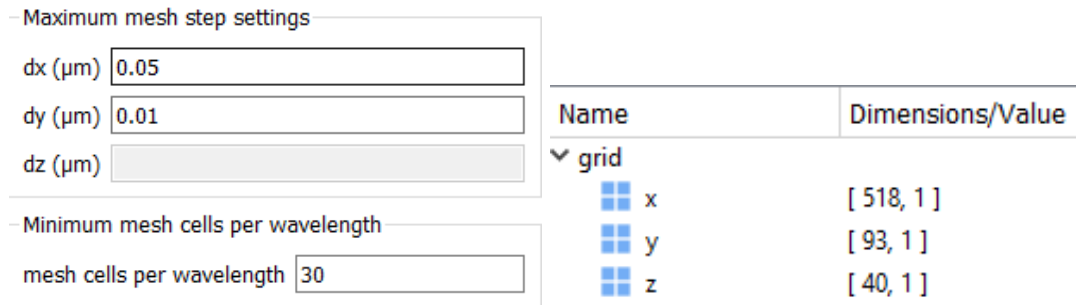 Maximum mesh step settings
dx (μm) 0.05
dy (μm) 0.01
dz (μm)
Minimum mesh cells per wavelength
mesh cells per wavelength 30
Name Dimensions/Value
grid
x [ 518, 1 ]
y [ 93, 1 ]
z [ 40, 1 ]